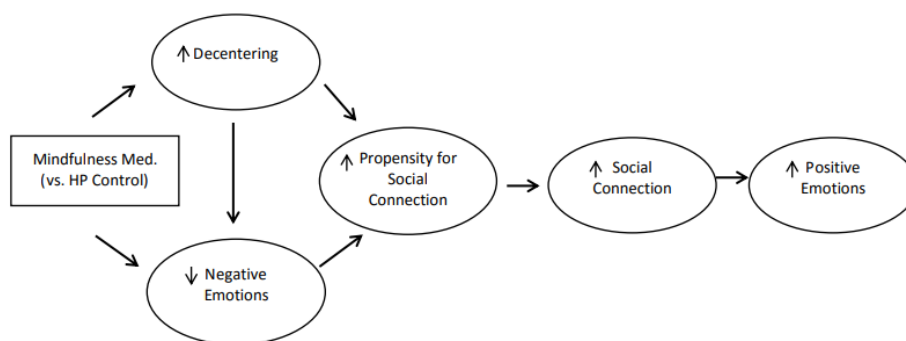 ↑ Decentering
Mindfulness Med.
(vs. HP Control)
↑ Propensity for
Social
Connection
↑ Social
Connection
↑ Positive
Emotions
↓ Negative
Emotions